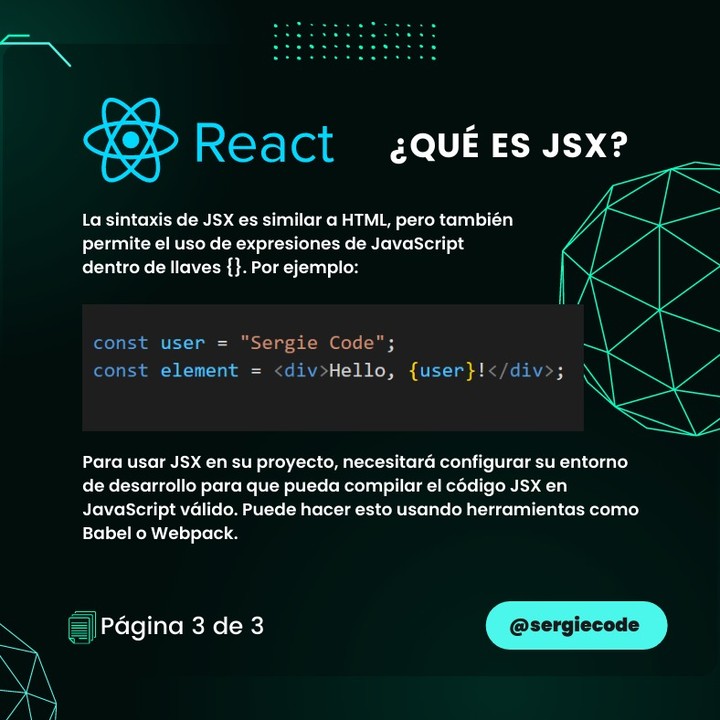 React
¿QUÉ ES JSX?
La sintaxis de JSX es similar a HTML, pero también
permite el uso de expresiones de JavaScript
dentro de llaves {}. Por ejemplo:
const user = "Sergie Code";
const element = <div>Hello, {user}!</div>;
Para usar JSX en su proyecto, necesitará configurar su entorno
de desarrollo para que pueda compilar el código JSX en
JavaScript válido. Puede hacer esto usando herramientas como
Babel o Webpack.
Página 3 de 3
@sergiecode